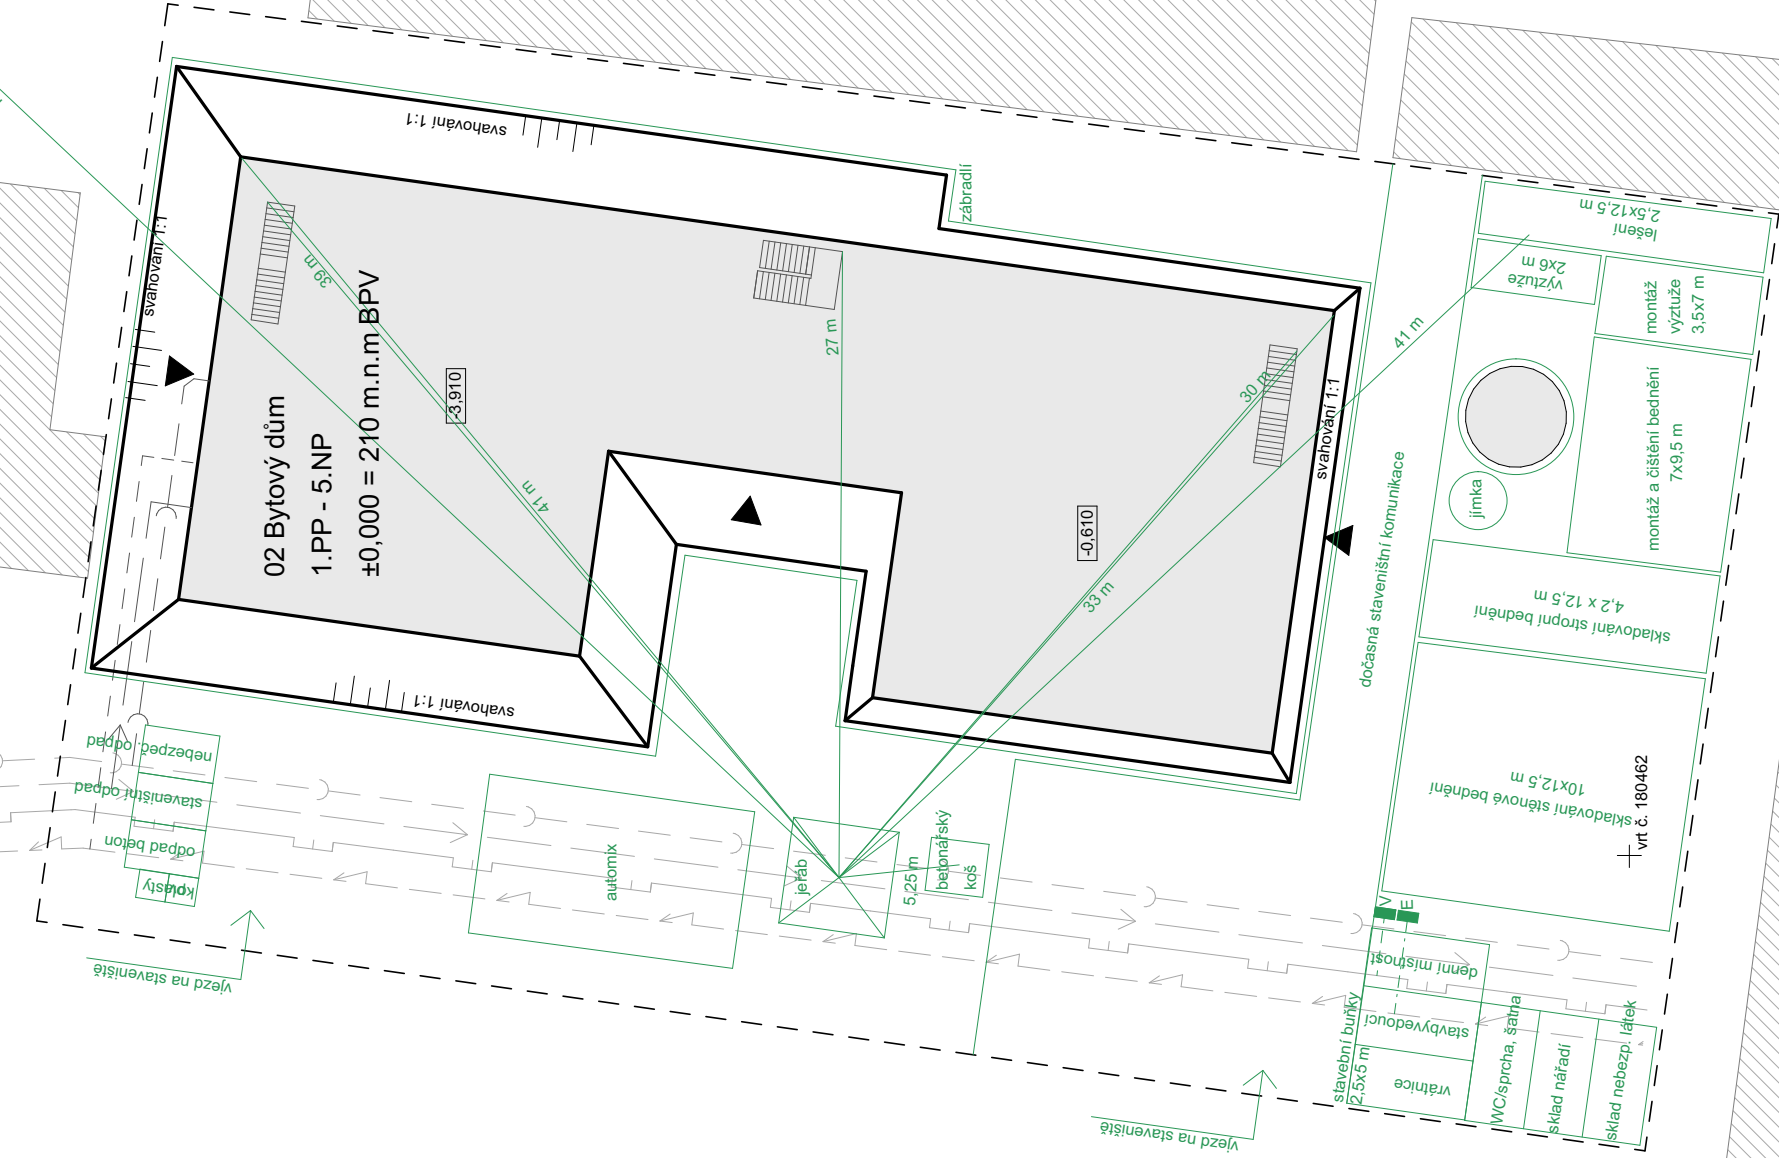 svahování 1:1
zábradlí
svahování 1:1
39 m
02 Bytový dům
1.PP - 5.NP
±0,000 = 210 m.n.m BPV
-3,910
27 m
41 m
30 m
41 m
33 m
-0,610
svahování 1:1
svahování 1:1
dočasná staveništní komunikace
lešení
2,5x12,5 m
výztuže
2x6 m
montáž
výztuže
3,5x7 m
montáž a čištění bednění
7x9,5 m
jímka
skladování stropní bednění
4,2 x 12,5 m
skladování stěnové bednění
10x12,5 m
vrt č. 180462
nebezpeč. odpad
staveništní odpad
odpad beton
plasty
vjezd na staveniště
automix
jeřáb
5,25 m
betonářský
koš
V
E
denní místnost
stavbyvedoucí
vrátnice
stavební buňky
2,5x5 m
WC/sprcha, šatna
sklad nářadí
sklad nebezp. látek
vjezd na staveniště